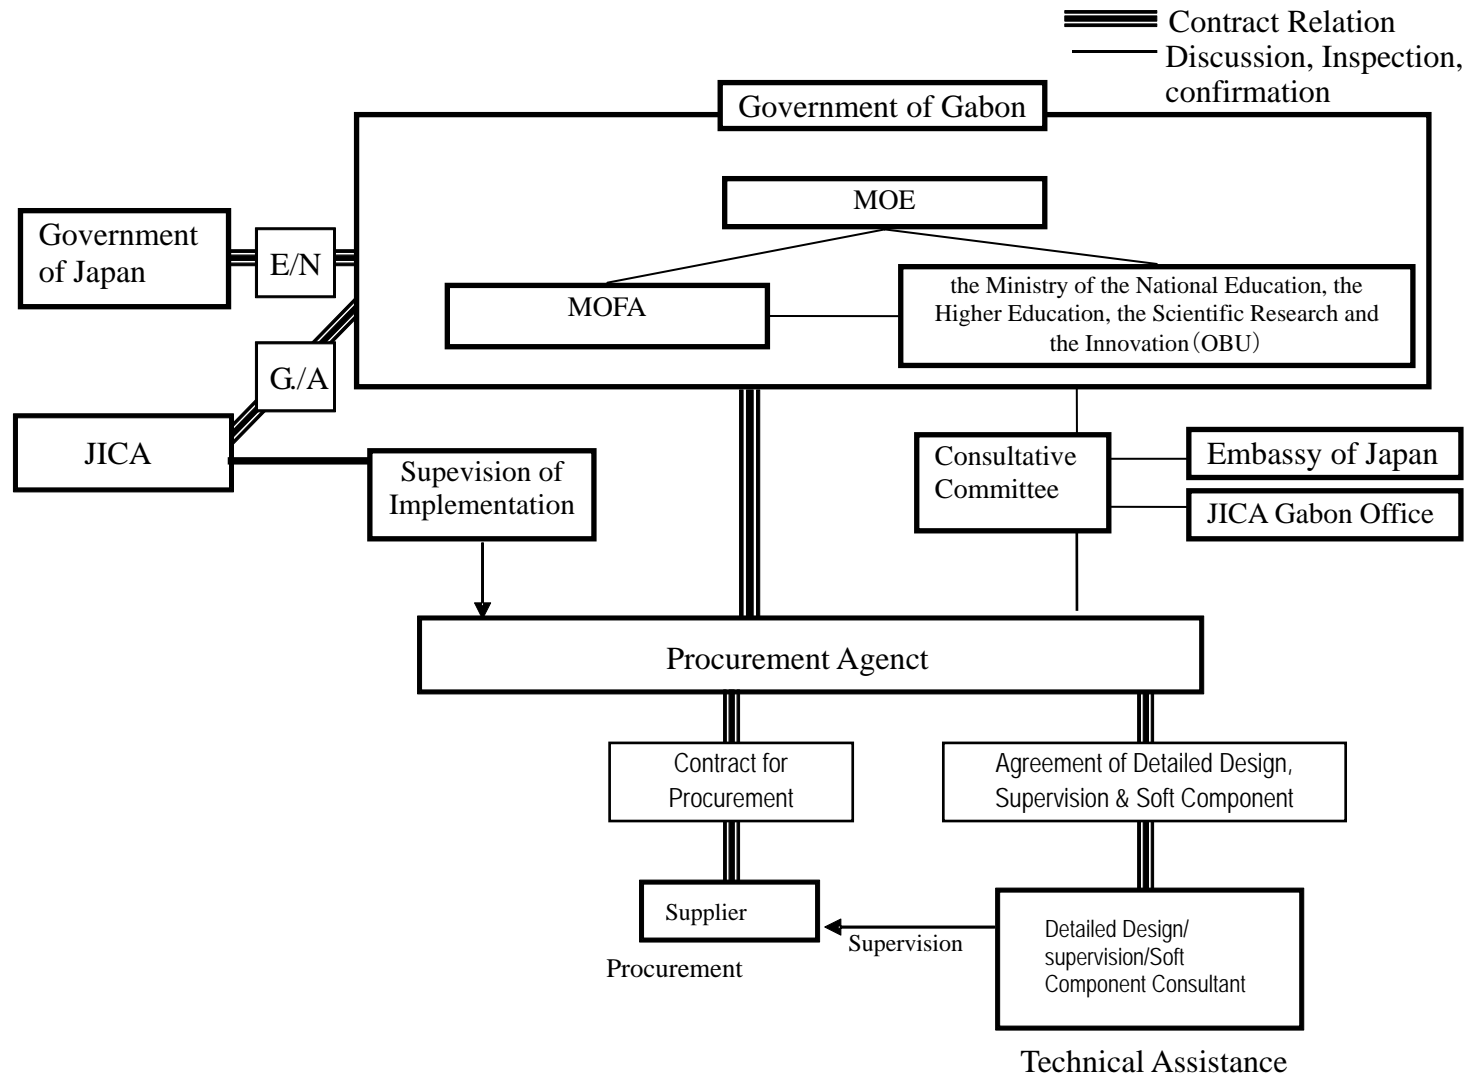 Contract Relation
Discussion, Inspection,
confirmation
Government of Gabon
MOE
Government
of Japan
E/N
MOFA
the Ministry of the National Education, the
Higher Education, the Scientific Research and
the Innovation（OBU）
G./A
JICA
Supevision of
Implementation
Consultative
Committee
Embassy of Japan
JICA Gabon Office
Procurement Agenct
Contract for
Procurement
Agreement of Detailed Design,
Supervision & Soft Component
Supplier
Supervision
Procurement
Detailed Design/
supervision/Soft
Component Consultant
Technical Assistance